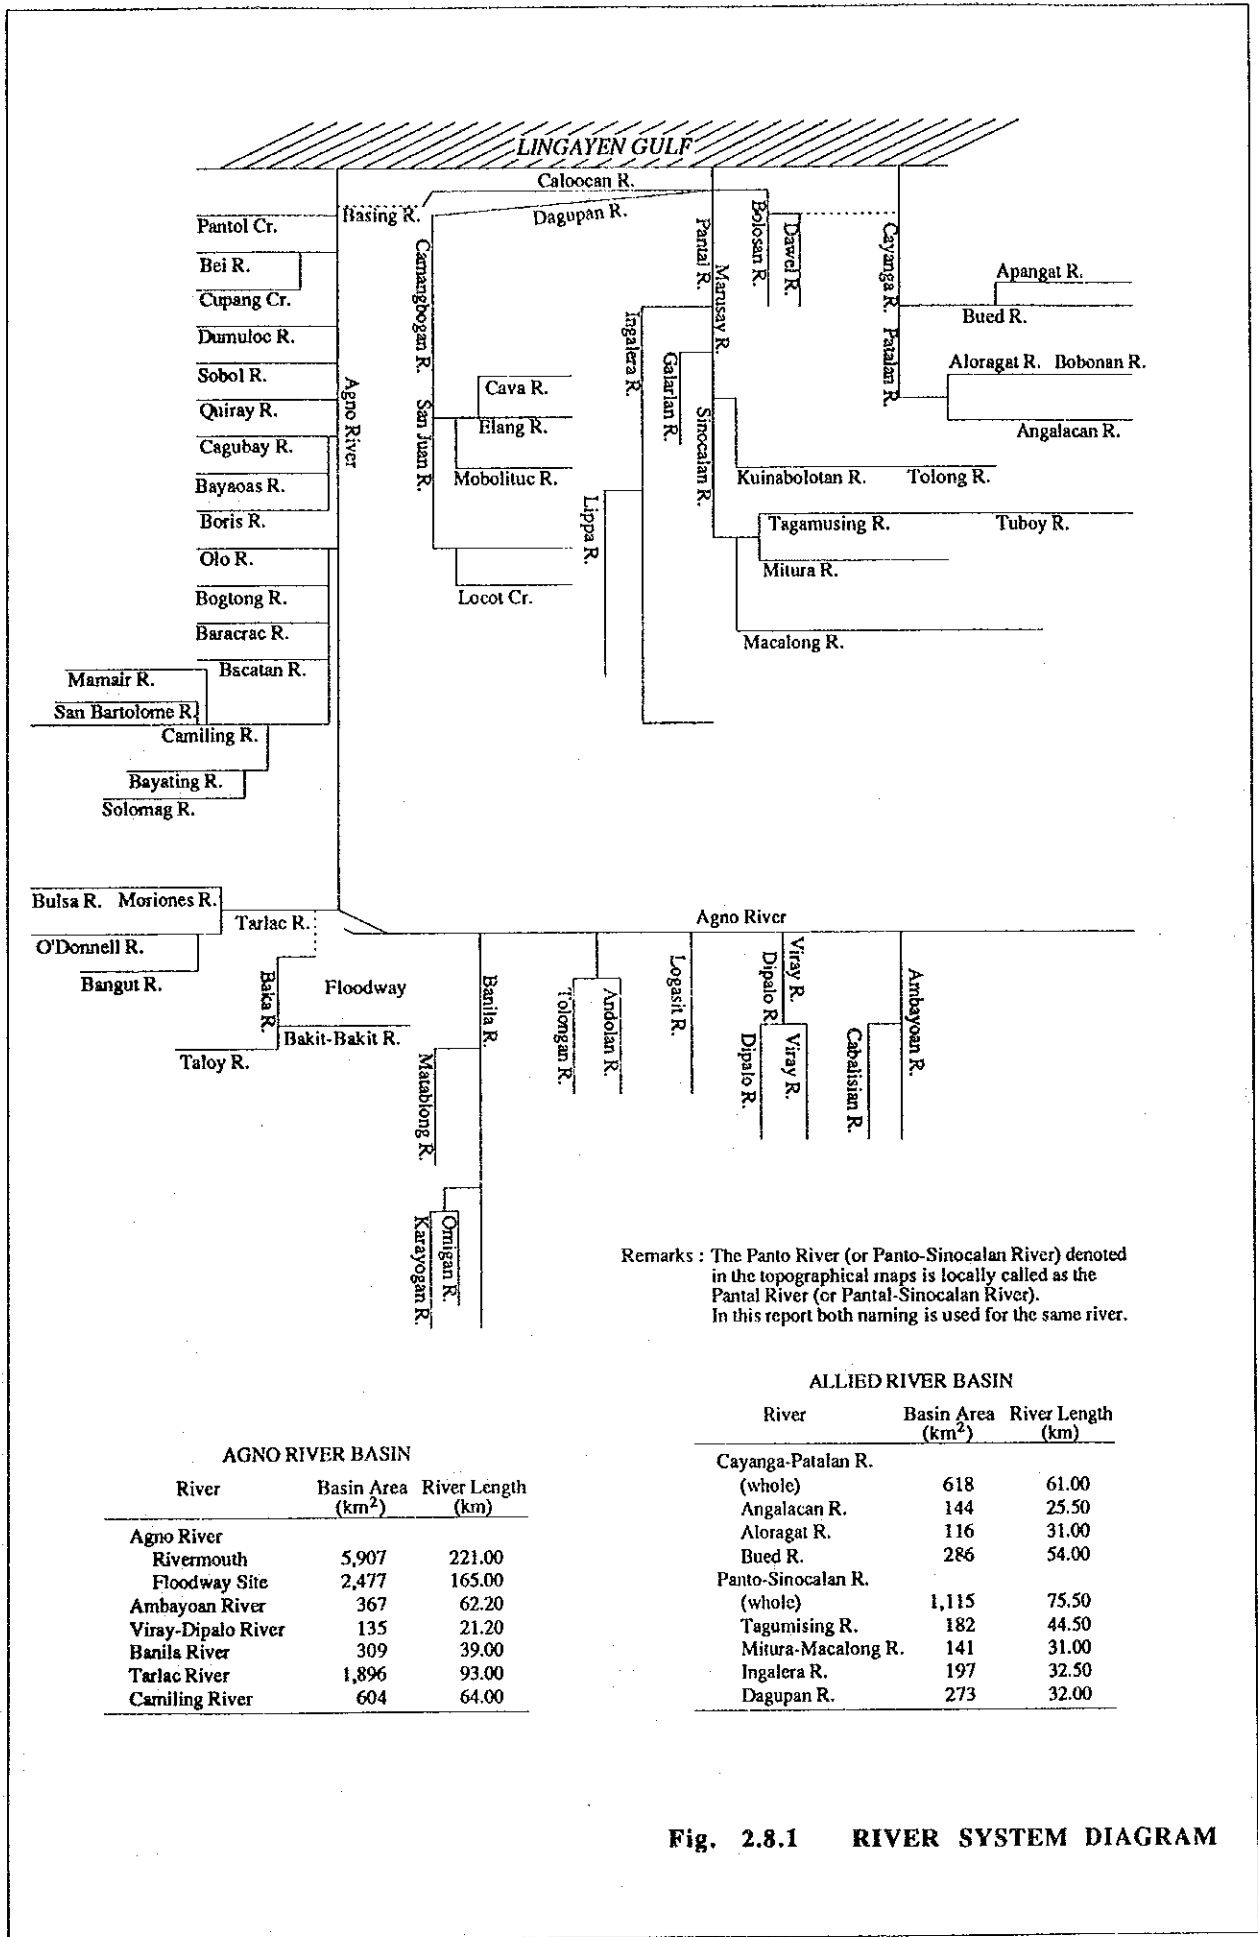 LINGAYEN GULF
Caloocan R.
Basing R.
Dagupan R.
Pantol Cr.
Bei R.
Cupang Cr.
Dumuloc R.
Sobol R.
Quiray R.
Cagubay R.
Bayaoas R.
Boris R.
Olo R.
Bogtong R.
Baracrac R.
Bacatan R.
Mamair R.
San Bartolome R.
Camiling R.
Bayating R.
Solomag R.
Agno River
Camangbogan R. San Juan R.
Cava R.
Elang R.
Mobolituc R.
Locot Cr.
Lippa R.
Ingalera R.
Galarlan R.
Pantal R.
Marusay R.
Sinocalan R.
Bolosan R.
Dawel R.
Cayanga R. Patalan R.
Apangat R.
Bued R.
Aloragat R. Bobonan R.
Angalacan R.
Kuinabolotan R. Tolong R.
Tagamusing R. Tuboy R.
Mitura R.
Macalong R.
Bulsa R. Moriones R.
Tarlac R.
O'Donnell R.
Bangut R.
Baka R.
Floodway
Bakit-Bakit R.
Taloy R.
Agno River
Banila R.
Matablong R.
Omigan R.
Karayogan R.
Tolongan R.
Andolan R.
Logasit R.
Viray R.
Dipalo R.
Dipalo R.
Viray R.
Cabalisian R.
Ambayoan R.
Remarks : The Panto River (or Panto-Sinocalan River) denoted
in the topographical maps is locally called as the
Pantal River (or Pantal-Sinocalan River).
In this report both naming is used for the same river.
AGNO RIVER BASIN
River Basin Area River Length
(km²) (km)
Agno River
Rivermouth 5,907 221.00
Floodway Site 2,477 165.00
Ambayoan River 367 62.20
Viray-Dipalo River 135 21.20
Banila River 309 39.00
Tarlac River 1,896 93.00
Camiling River 604 64.00
ALLIED RIVER BASIN
River Basin Area River Length
(km²) (km)
Cayanga-Patalan R.
(whole) 618 61.00
Angalacan R. 144 25.50
Aloragat R. 116 31.00
Bued R. 286 54.00
Panto-Sinocalan R.
(whole) 1,115 75.50
Tagumising R. 182 44.50
Mitura-Macalong R. 141 31.00
Ingalera R. 197 32.50
Dagupan R. 273 32.00
Fig. 2.8.1 RIVER SYSTEM DIAGRAM